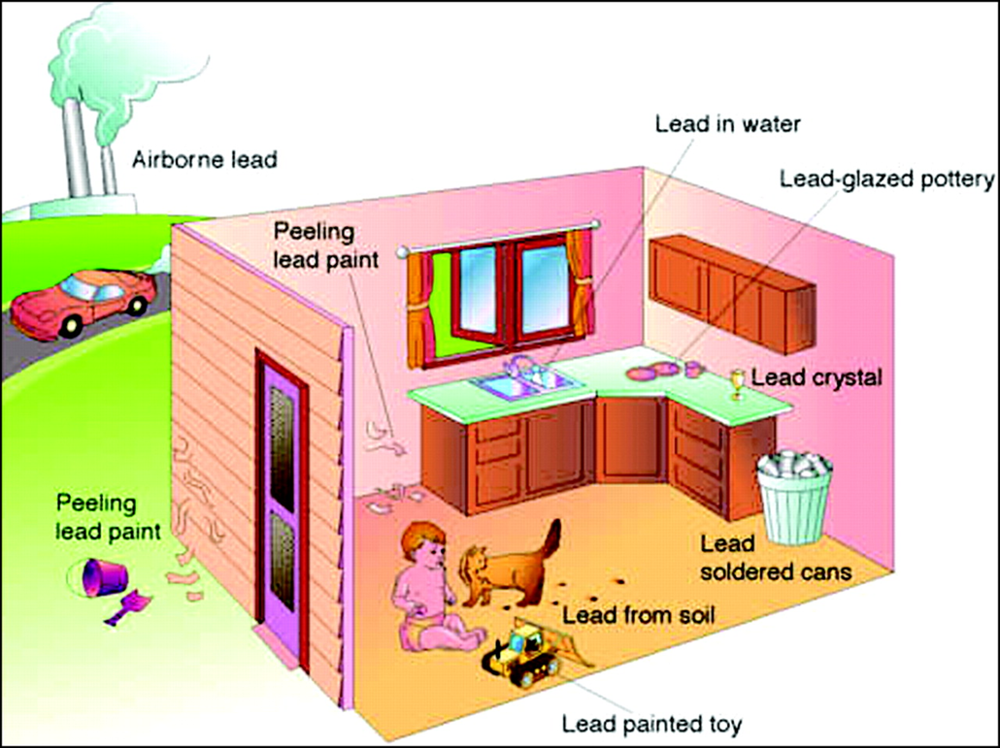 Lead in water
Airborne lead
Lead-glazed pottery
Peeling
lead paint
Lead crystal
Peeling
lead paint
Lead
soldered cans
Lead from soil
Lead painted toy